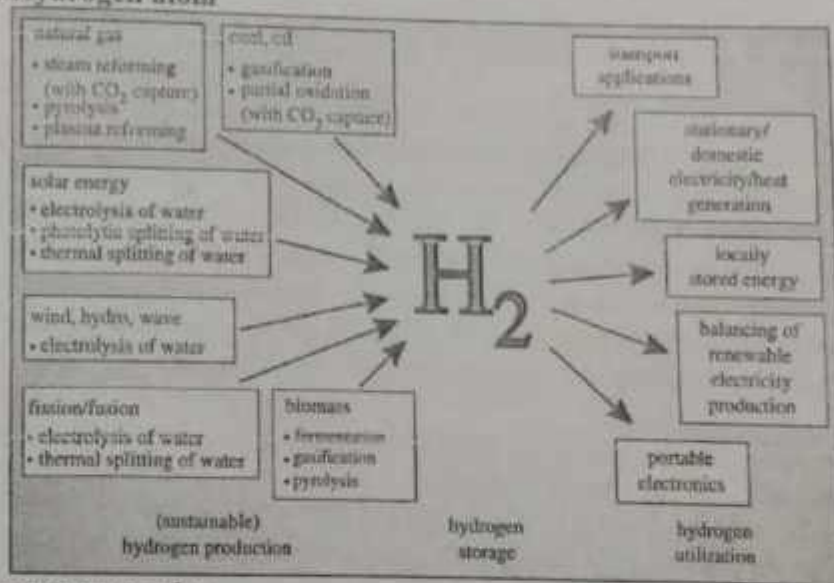 natural gas
• steam reforming
(with CO2 capture)
• pyrolysis
• plasma reforming
coal,
• gasification
• partial oxidation
(with CO2 capture)
solar energy
• electrolysis of water
• photolytic splitting of water
• thermal splitting of water
wind, hydro, wave
• electrolysis of water
fission/fusion
• electrolysis of water
• thermal splitting of water
biomass
• fermentation
• gasification
• pyrolysis
(sustainable)
hydrogen production
H2
hydrogen
storage
transport
applications
stationary/
domestic
electricity/heat
generation
locally
stored energy
balancing of
renewable
electricity
production
portable
electronics
hydrogen
utilization